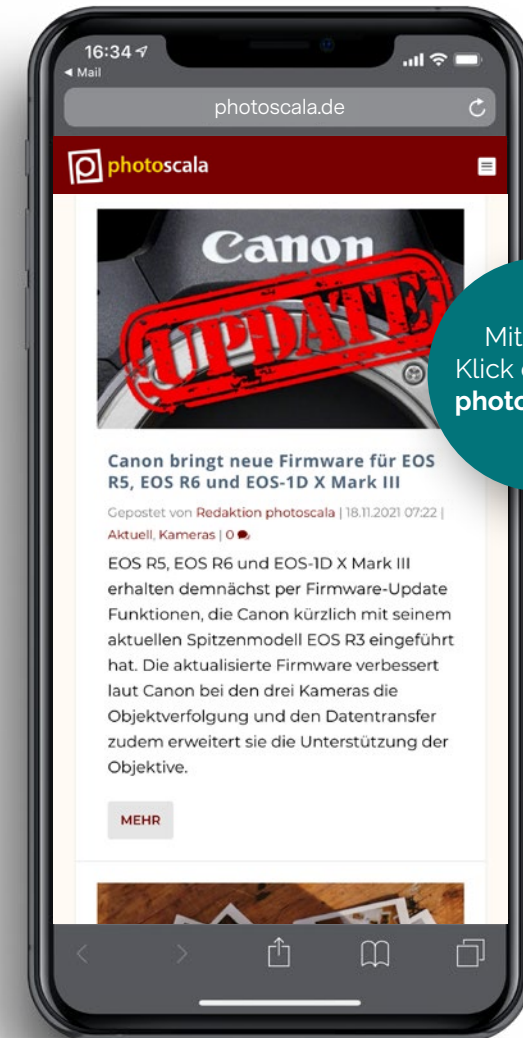 16:34
◀ Mail
photoscala.de
photoscala
Canon
UPDATE
Mit
Klick
photo
Canon bringt neue Firmware für EOS
R5, EOS R6 und EOS-1D X Mark III
Gepostet von Redaktion photoscala | 18.11.2021 07:22 |
Aktuell, Kameras | 0
EOS R5, EOS R6 und EOS-1D X Mark III
erhalten demnächst per Firmware-Update
Funktionen, die Canon kürzlich mit seinem
aktuellen Spitzenmodell EOS R3 eingeführt
hat. Die aktualisierte Firmware verbessert
laut Canon bei den drei Kameras die
Objektverfolgung und den Datentransfer
zudem erweitert sie die Unterstützung der
Objektive.
MEHR